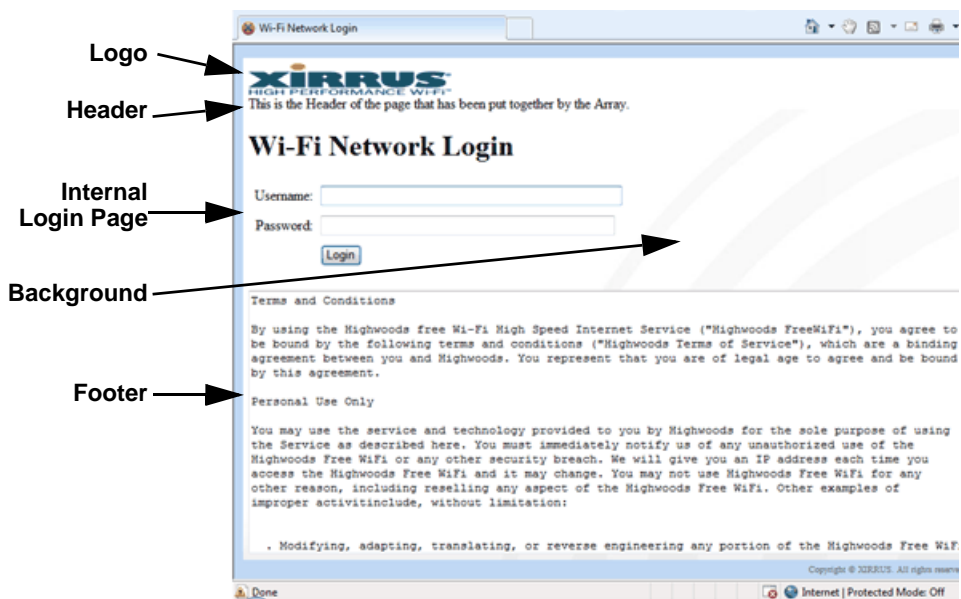 Wi-Fi Network Login
Logo
XIRRUS
HIGH PERFORMANCE WI-FI
Header
This is the Header of the page that has been put together by the Array.
Wi-Fi Network Login
Internal
Login Page
Username:
Password:
Login
Background
Terms and Conditions
By using the Highwoods free Wi-Fi High Speed Internet Service ("Highwoods FreeWiFi"), you agree to
be bound by the following terms and conditions ("Highwoods Terms of Service"), which are a binding
agreement between you and Highwoods. You represent that you are of legal age to agree and be bound
by this agreement.
Footer
Personal Use Only
You may use the service and technology provided to you by Highwoods for the sole purpose of using
the Service as described here. You must immediately notify us of any unauthorized use of the
Highwoods Free WiFi or any other security breach. We will give you an IP address each time you
access the Highwoods Free WiFi and it may change. You may not use Highwoods Free WiFi for any
other reason, including reselling any aspect of the Highwoods Free WiFi. Other examples of
improper activitinclude, without limitation:
. Modifying, adapting, translating, or reverse engineering any portion of the Highwoods Free WiF
Copyright © XIRRUS. All rights reserve
Done
Internet | Protected Mode: Off